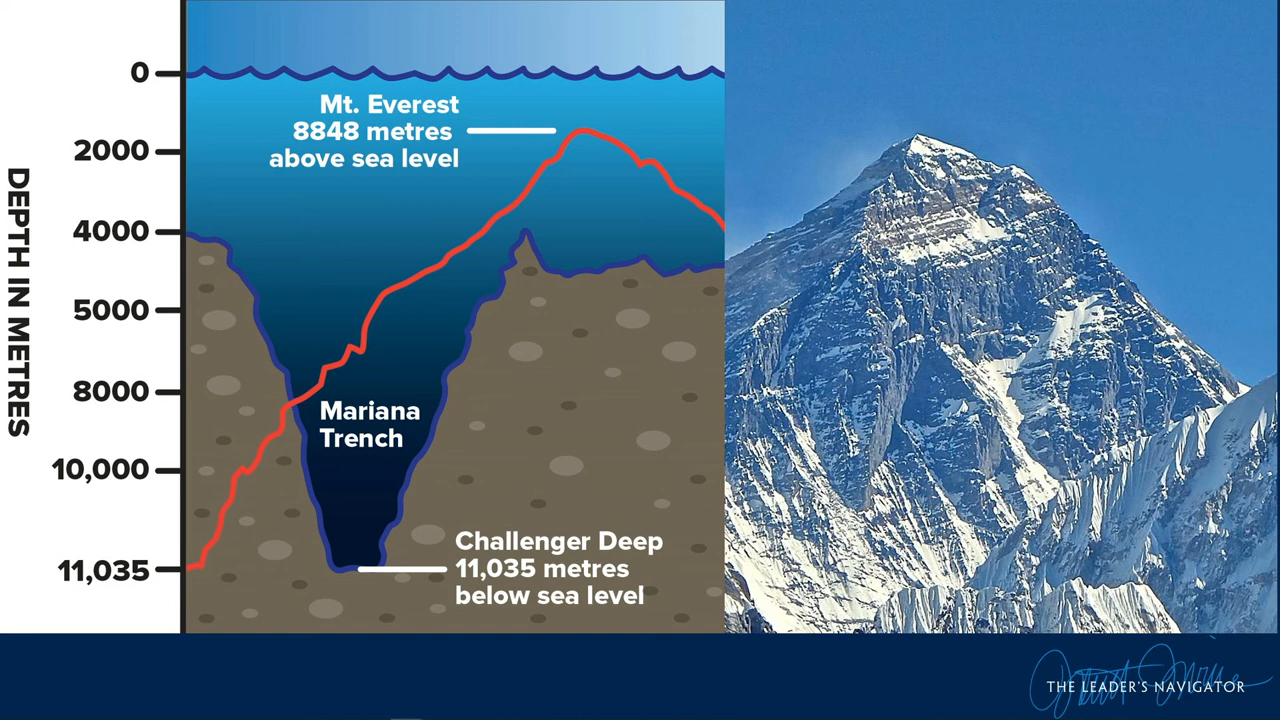 DEPTH IN METRES
0
2000
4000
5000
8000
10,000
11,035
Mt. Everest
8848 metres
above sea level
Mariana
Trench
Challenger Deep
11,035 metres
below sea level
THE LEADER'S NAVIGATOR